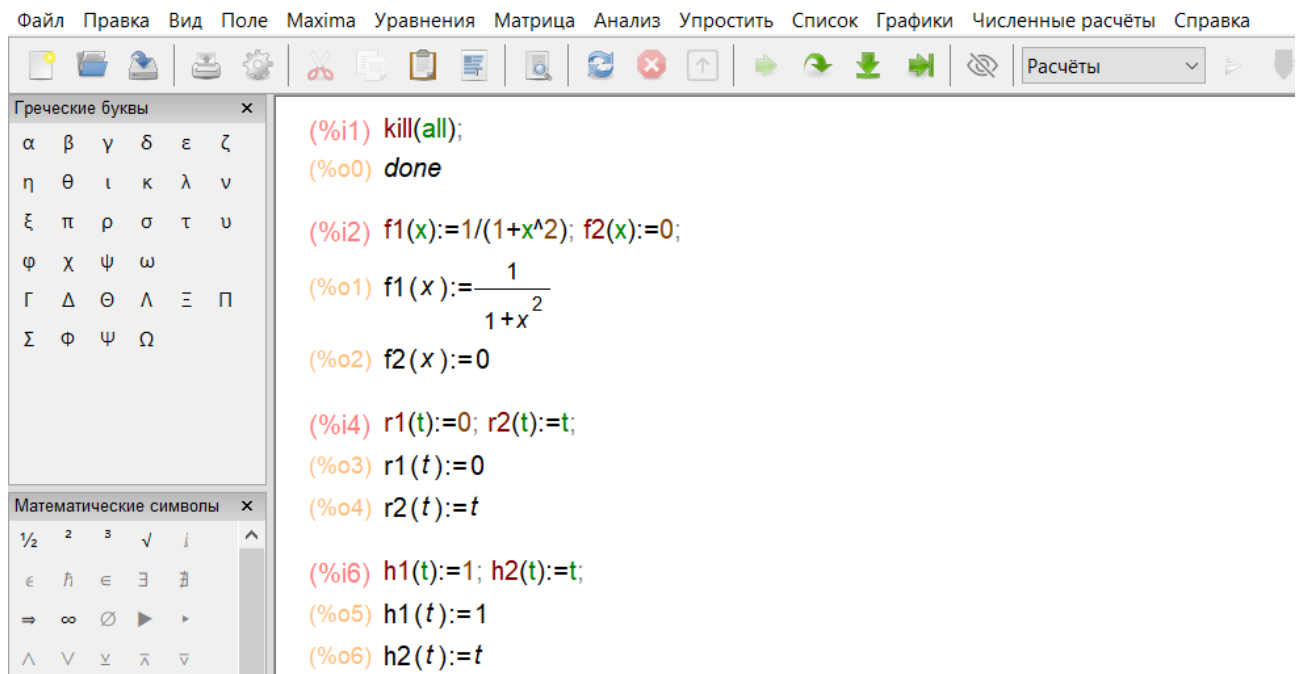 Файл Правка Вид Поле Maxima Уравнения Матрица Анализ Упростить Список Графики Численные расчёты Справка
Расчёты
Греческие буквы ×
α β γ δ ε ζ
η θ ι κ λ ν
ξ π ρ σ τ υ
φ χ ψ ω
Γ Δ Θ Λ Ξ Π
Σ Φ Ψ Ω
Математические символы ×
½ ² ³ √ ⅈ
ϵ ℏ ∈ ∃ ∄
⇒ ∞ ∅ ▶ ▸
∧ ∨ ⊻ ⊼ ⊽
(%i1) kill(all);
(%o0) done
(%i2) f1(x):=1/(1+x^2); f2(x):=0;
(%o1) f1(x):=1/(1+x²)
(%o2) f2(x):=0
(%i4) r1(t):=0; r2(t):=t;
(%o3) r1(t):=0
(%o4) r2(t):=t
(%i6) h1(t):=1; h2(t):=t;
(%o5) h1(t):=1
(%o6) h2(t):=t